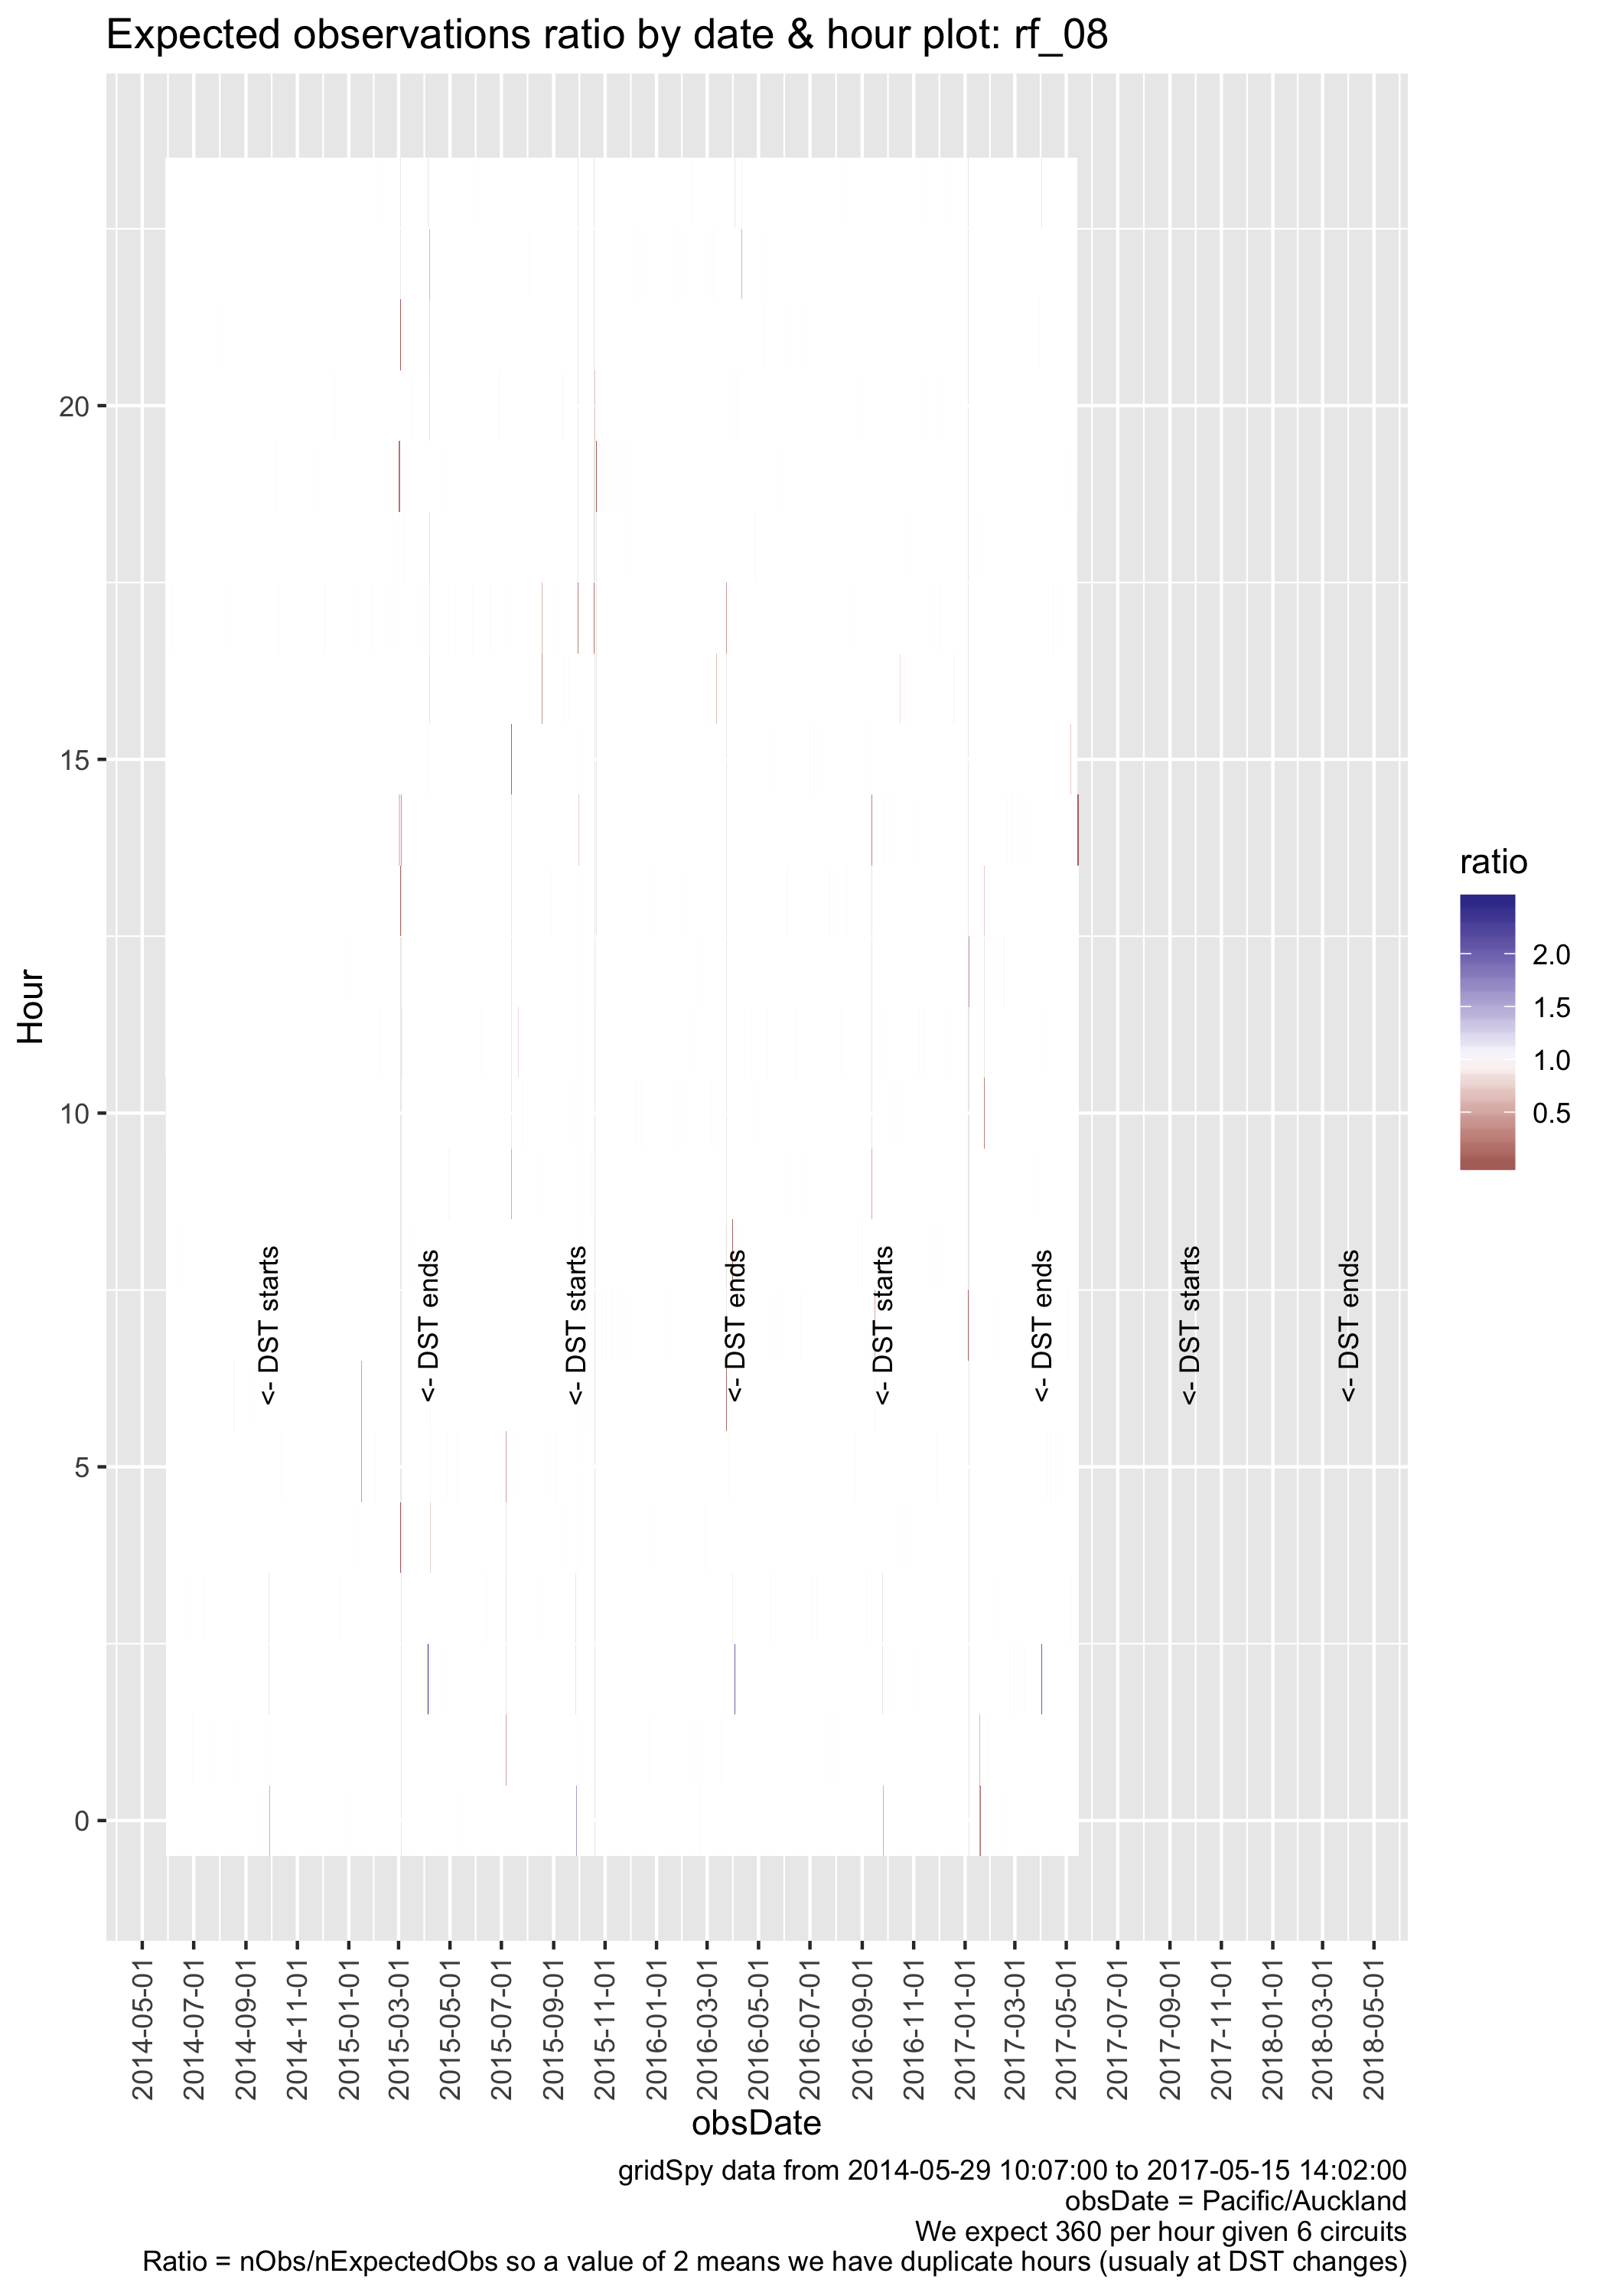 Expected observations ratio by date & hour plot: rf_08
Hour
20
15
10
5
0
<- DST starts
<- DST ends
<- DST starts
<- DST ends
<- DST starts
<- DST ends
<- DST starts
<- DST ends
ratio
2.0
1.5
1.0
0.5
2014-05-01
2014-07-01
2014-09-01
2014-11-01
2015-01-01
2015-03-01
2015-05-01
2015-07-01
2015-09-01
2015-11-01
2016-01-01
2016-03-01
2016-05-01
2016-07-01
2016-09-01
2016-11-01
2017-01-01
2017-03-01
2017-05-01
2017-07-01
2017-09-01
2017-11-01
2018-01-01
2018-03-01
2018-05-01
obsDate
gridSpy data from 2014-05-29 10:07:00 to 2017-05-15 14:02:00
obsDate = Pacific/Auckland
We expect 360 per hour given 6 circuits
Ratio = nObs/nExpectedObs so a value of 2 means we have duplicate hours (usualy at DST changes)